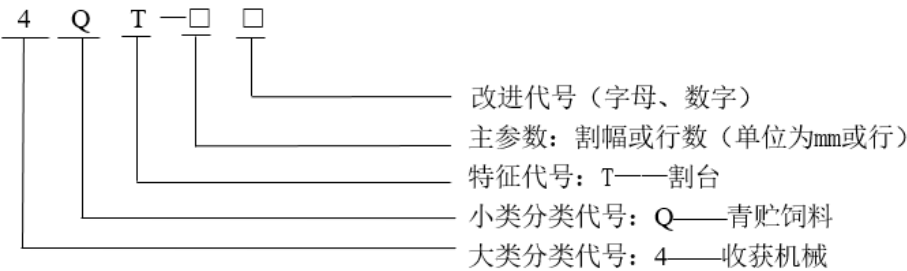 4 Q T —□ □
改进代号（字母、数字）
主参数：割幅或行数（单位为mm或行）
特征代号：T——割台
小类分类代号：Q——青贮饲料
大类分类代号：4——收获机械